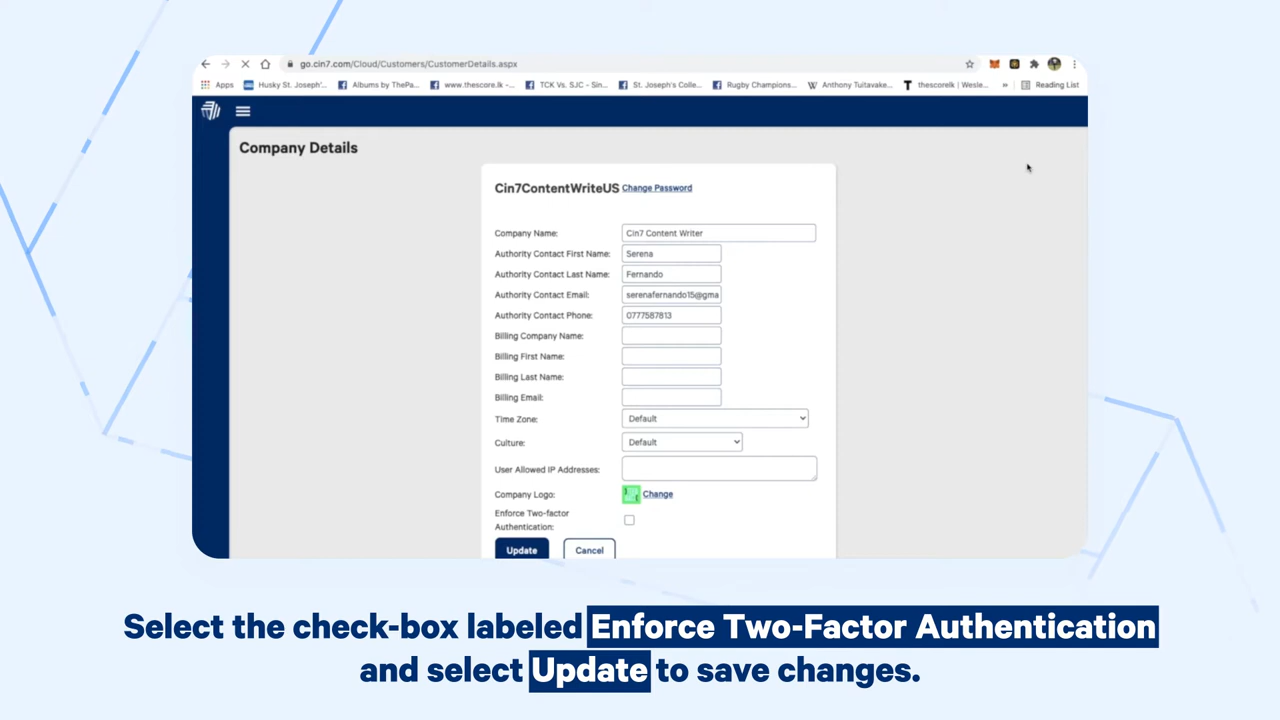 go.cin7.com/Cloud/Customers/CustomerDetails.aspx
Apps Husky St. Joseph'... Albums by ThePa... www.thescore.lk -... TCK Vs. SJC - Sin... St. Joseph's Colle... Rugby Champions... Anthony Tuitavake... thescorelk | Wesle... » Reading List
Company Details
Cin7ContentWriteUS Change Password
Company Name: Cin7 Content Writer
Authority Contact First Name: Serena
Authority Contact Last Name: Fernando
Authority Contact Email: serenafernando15@gma
Authority Contact Phone: 0777587813
Billing Company Name:
Billing First Name:
Billing Last Name:
Billing Email:
Time Zone: Default
Culture: Default
User Allowed IP Addresses:
Company Logo: Change
Enforce Two-factor
Authentication:
Update Cancel
Select the check-box labeled Enforce Two-Factor Authentication
and select Update to save changes.